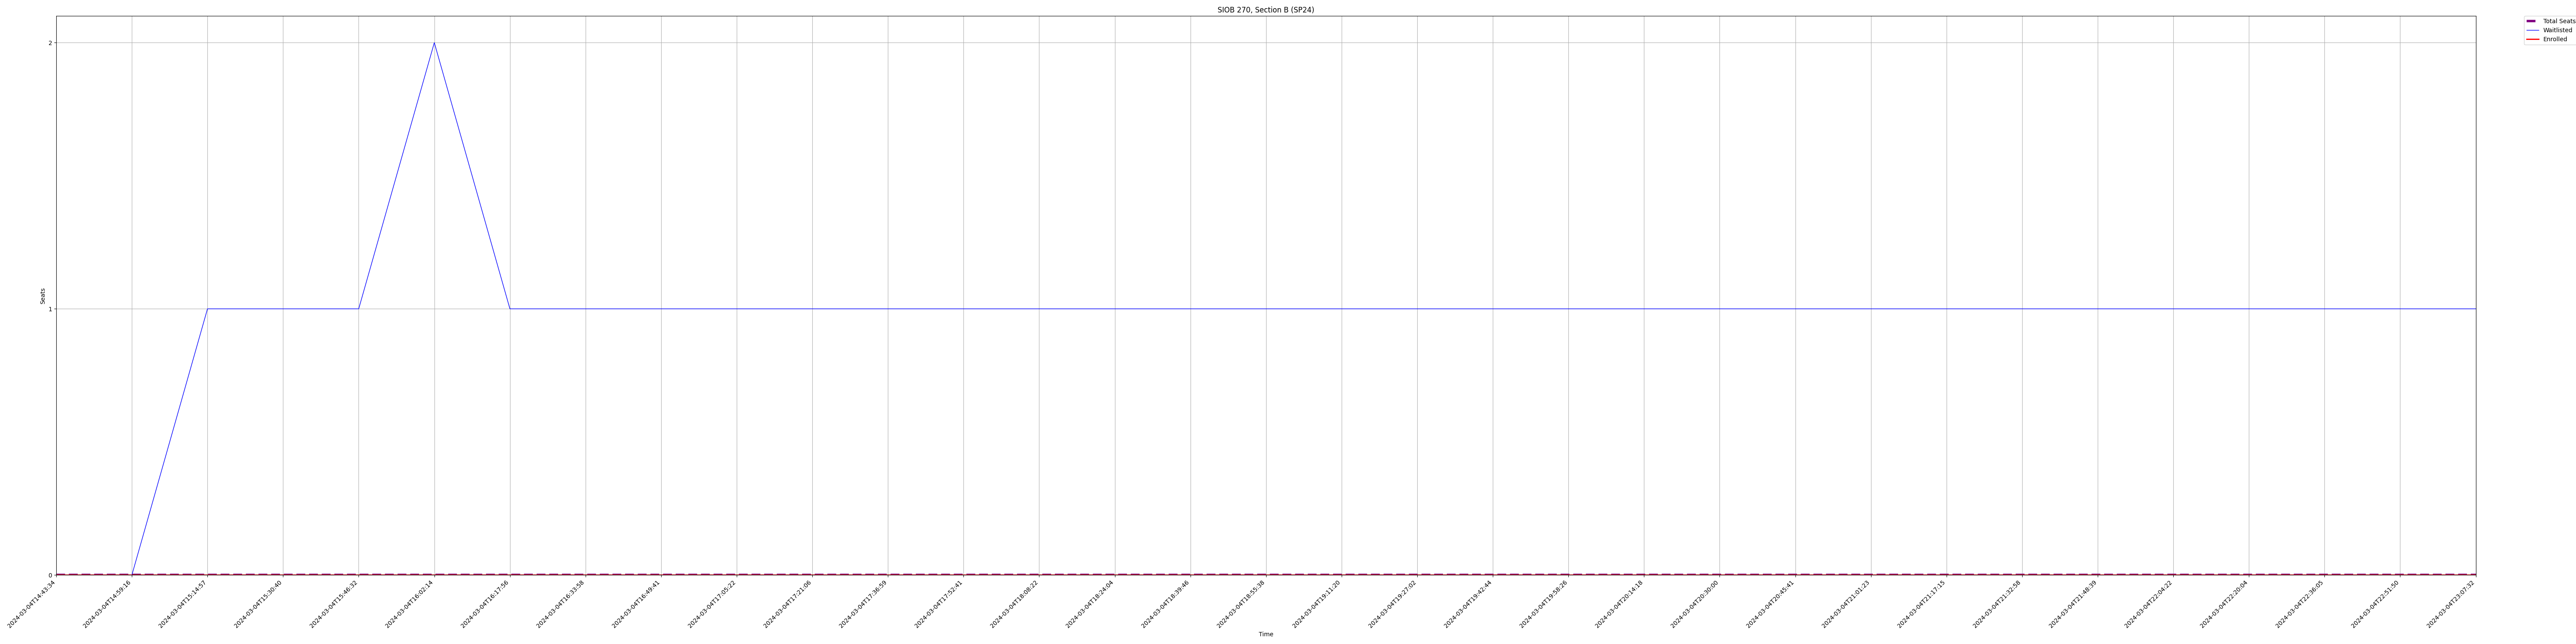 SIOB 270, Section B (SP24)
Total Seats
Waitlisted
Enrolled
Seats
2
1
0
2024-03-04T14:43:34
2024-03-04T14:59:16
2024-03-04T15:14:57
2024-03-04T15:30:40
2024-03-04T15:46:32
2024-03-04T16:02:14
2024-03-04T16:17:56
2024-03-04T16:33:58
2024-03-04T16:49:41
2024-03-04T17:05:22
2024-03-04T17:21:06
2024-03-04T17:36:59
2024-03-04T17:52:41
2024-03-04T18:08:22
2024-03-04T18:24:04
2024-03-04T18:39:46
2024-03-04T18:55:38
2024-03-04T19:11:20
2024-03-04T19:27:02
2024-03-04T19:42:44
2024-03-04T19:58:26
2024-03-04T20:14:18
2024-03-04T20:30:00
2024-03-04T20:45:41
2024-03-04T21:01:23
2024-03-04T21:17:15
2024-03-04T21:32:58
2024-03-04T21:48:39
2024-03-04T22:04:22
2024-03-04T22:20:04
2024-03-04T22:36:05
2024-03-04T22:51:50
2024-03-04T23:07:32
Time